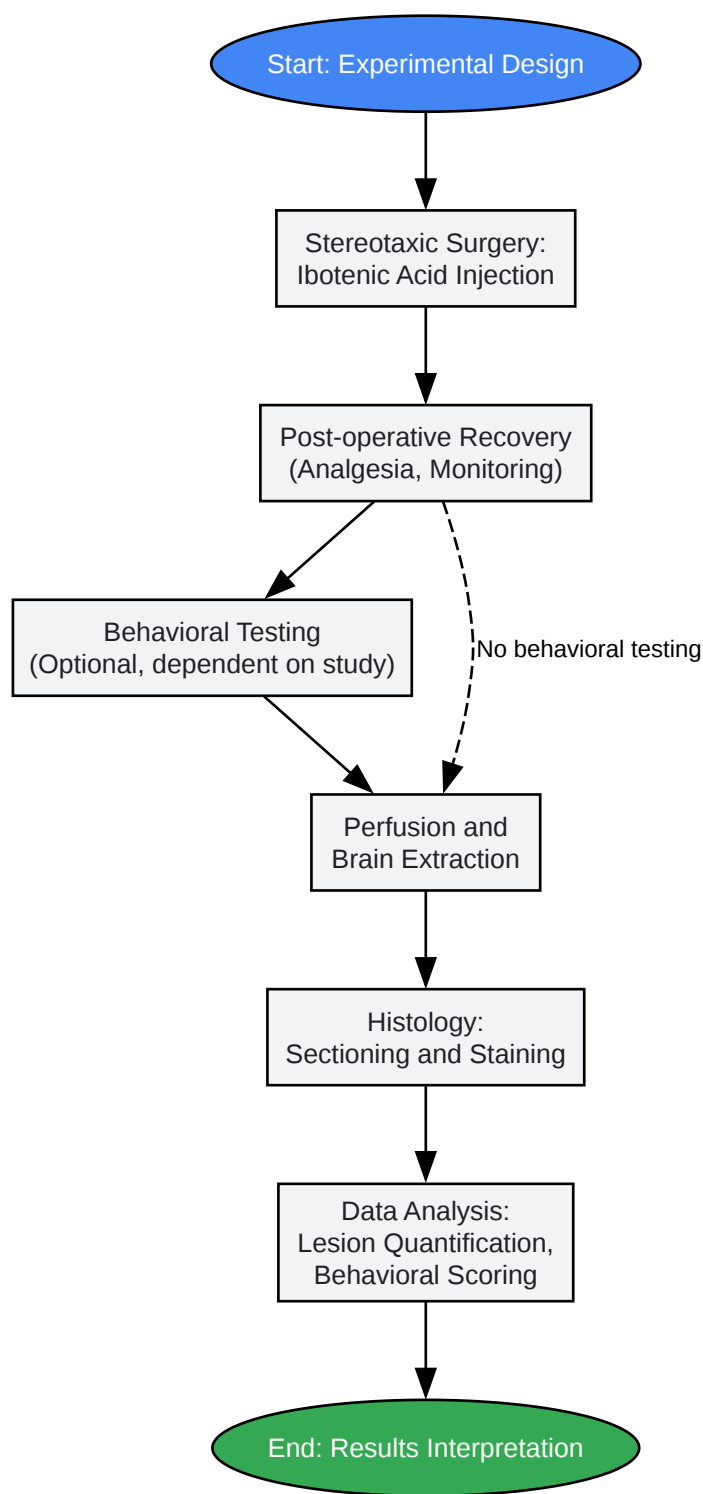 Start: Experimental Design
Stereotaxic Surgery:
Ibotenic Acid Injection
Post-operative Recovery
(Analgesia, Monitoring)
Behavioral Testing
(Optional, dependent on study)
No behavioral testing
Perfusion and
Brain Extraction
Histology:
Sectioning and Staining
Data Analysis:
Lesion Quantification,
Behavioral Scoring
End: Results Interpretation